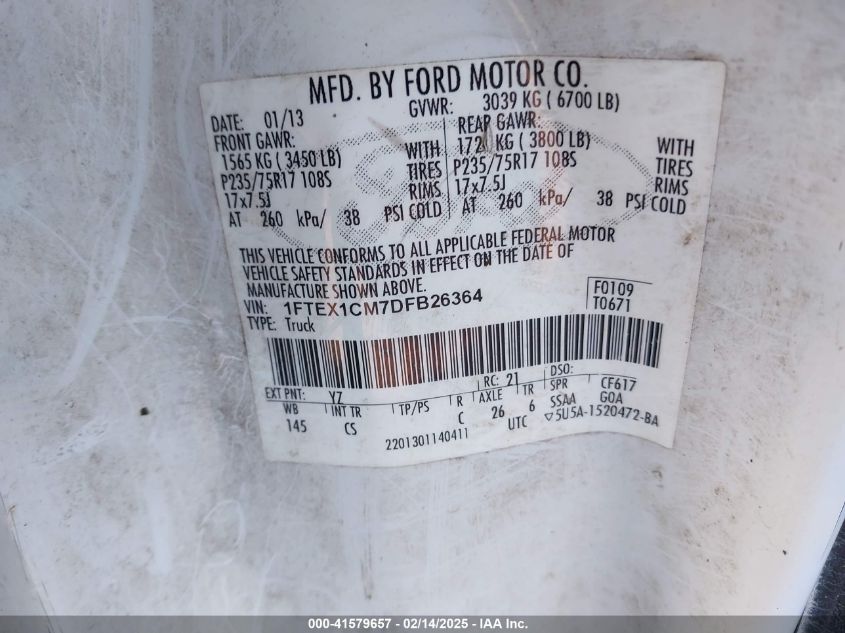 MFD. BY FORD MOTOR CO.
DATE: 01/13 GVWR: 3039 KG ( 6700 LB)
FRONT GAWR: REAR GAWR:
1565 KG ( 3450 LB) WITH 172 KG ( 3800 LB) WITH
P235/75R17 108S TIRES P235/75R17 108S TIRES
17x7.5J RIMS 17x7.5J RIMS
AT 260 kPa/ 38 PSI COLD AT 260 kPa/ 38 PSI COLD
THIS VEHICLE CONFORMS TO ALL APPLICABLE FEDERAL MOTOR
VEHICLE SAFETY STANDARDS IN EFFECT ON THE DATE OF
MANUFACTURE SHOWN ABOVE.
VIN: 1FTEX1CM7DFB26364 F0109
TYPE: Truck T0671
EXT PNT: YZ RC: 21 DSO:
WB INT TR TP/PS R AXLE TR SPR CF617
145 CS C 26 6 SSAA GOA
2201301140411 UTC ▽5U5A-1520472-BA
000-41579657 - 02/14/2025 - IAA Inc.